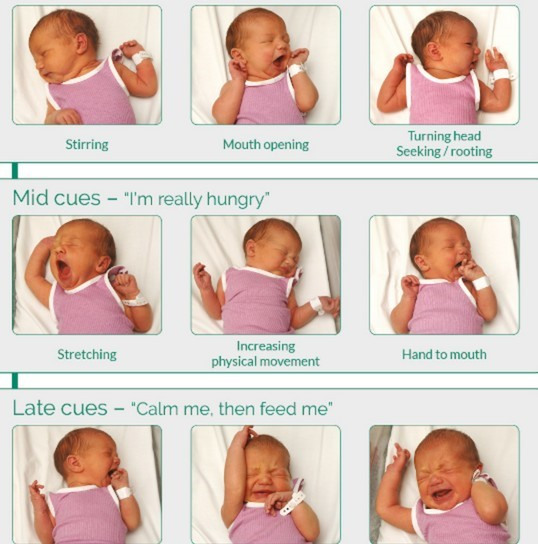 Stirring
Mouth opening
Turning head
Seeking / rooting
Mid cues – “I'm really hungry”
Stretching
Increasing
physical movement
Hand to mouth
Late cues – “Calm me, then feed me”